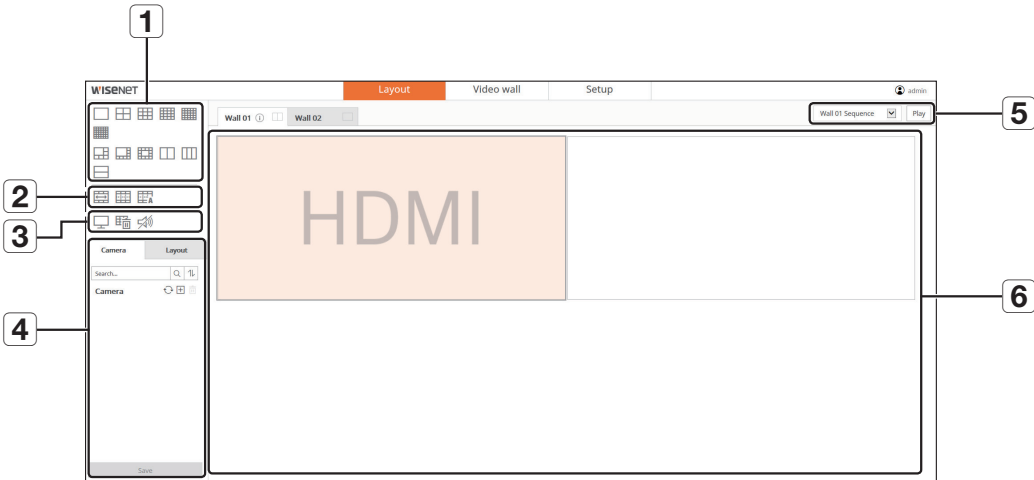 1
WISENET
Layout
Video wall
Setup
admin
Wall 01
Wall 02
Wall 01 Sequence
Play
5
HDMI
2
A
3
Camera
Layout
Search...
Camera
6
4
Save